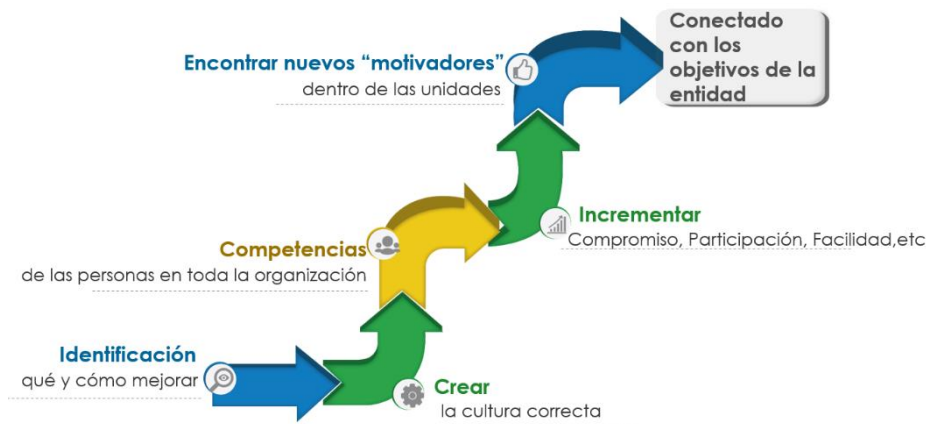 Conectado
con los
objetivos de la
entidad
Encontrar nuevos “motivadores”
dentro de las unidades
Incrementar
Compromiso, Participación, Facilidad,etc
Competencias
de las personas en toda la organización
Identificación
qué y cómo mejorar
Crear
la cultura correcta